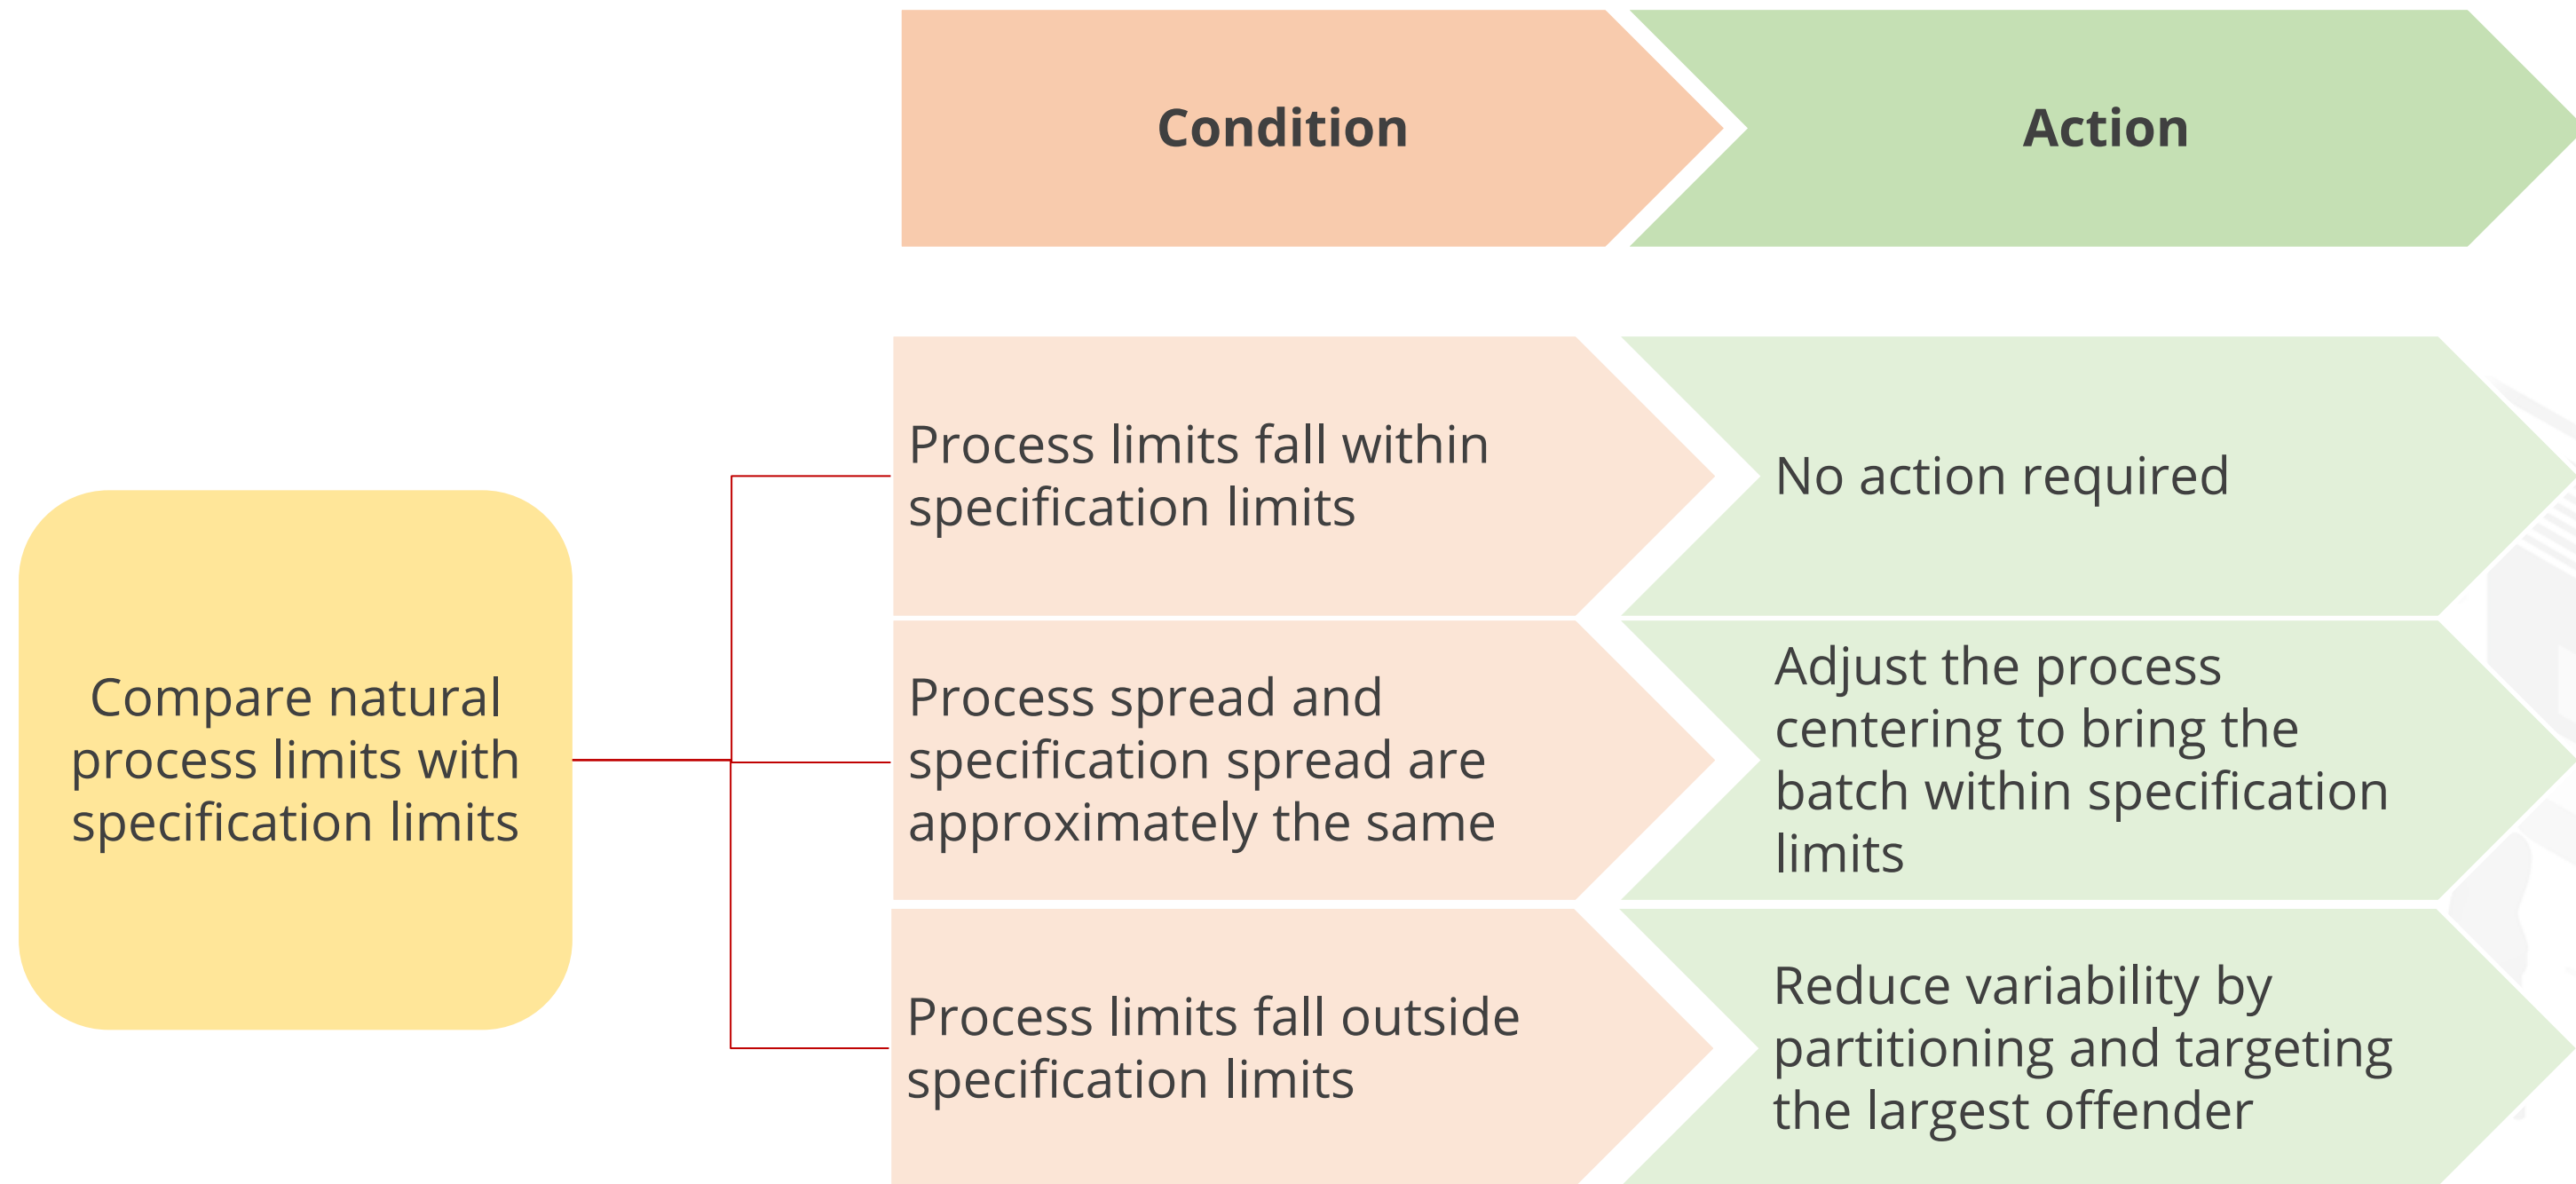 Condition
Action
Process limits fall within
specification limits
No action required
Compare natural
process limits with
specification limits
Process spread and
specification spread are
approximately the same
Adjust the process
centering to bring the
batch within specification
limits
Process limits fall outside
specification limits
Reduce variability by
partitioning and targeting
the largest offender